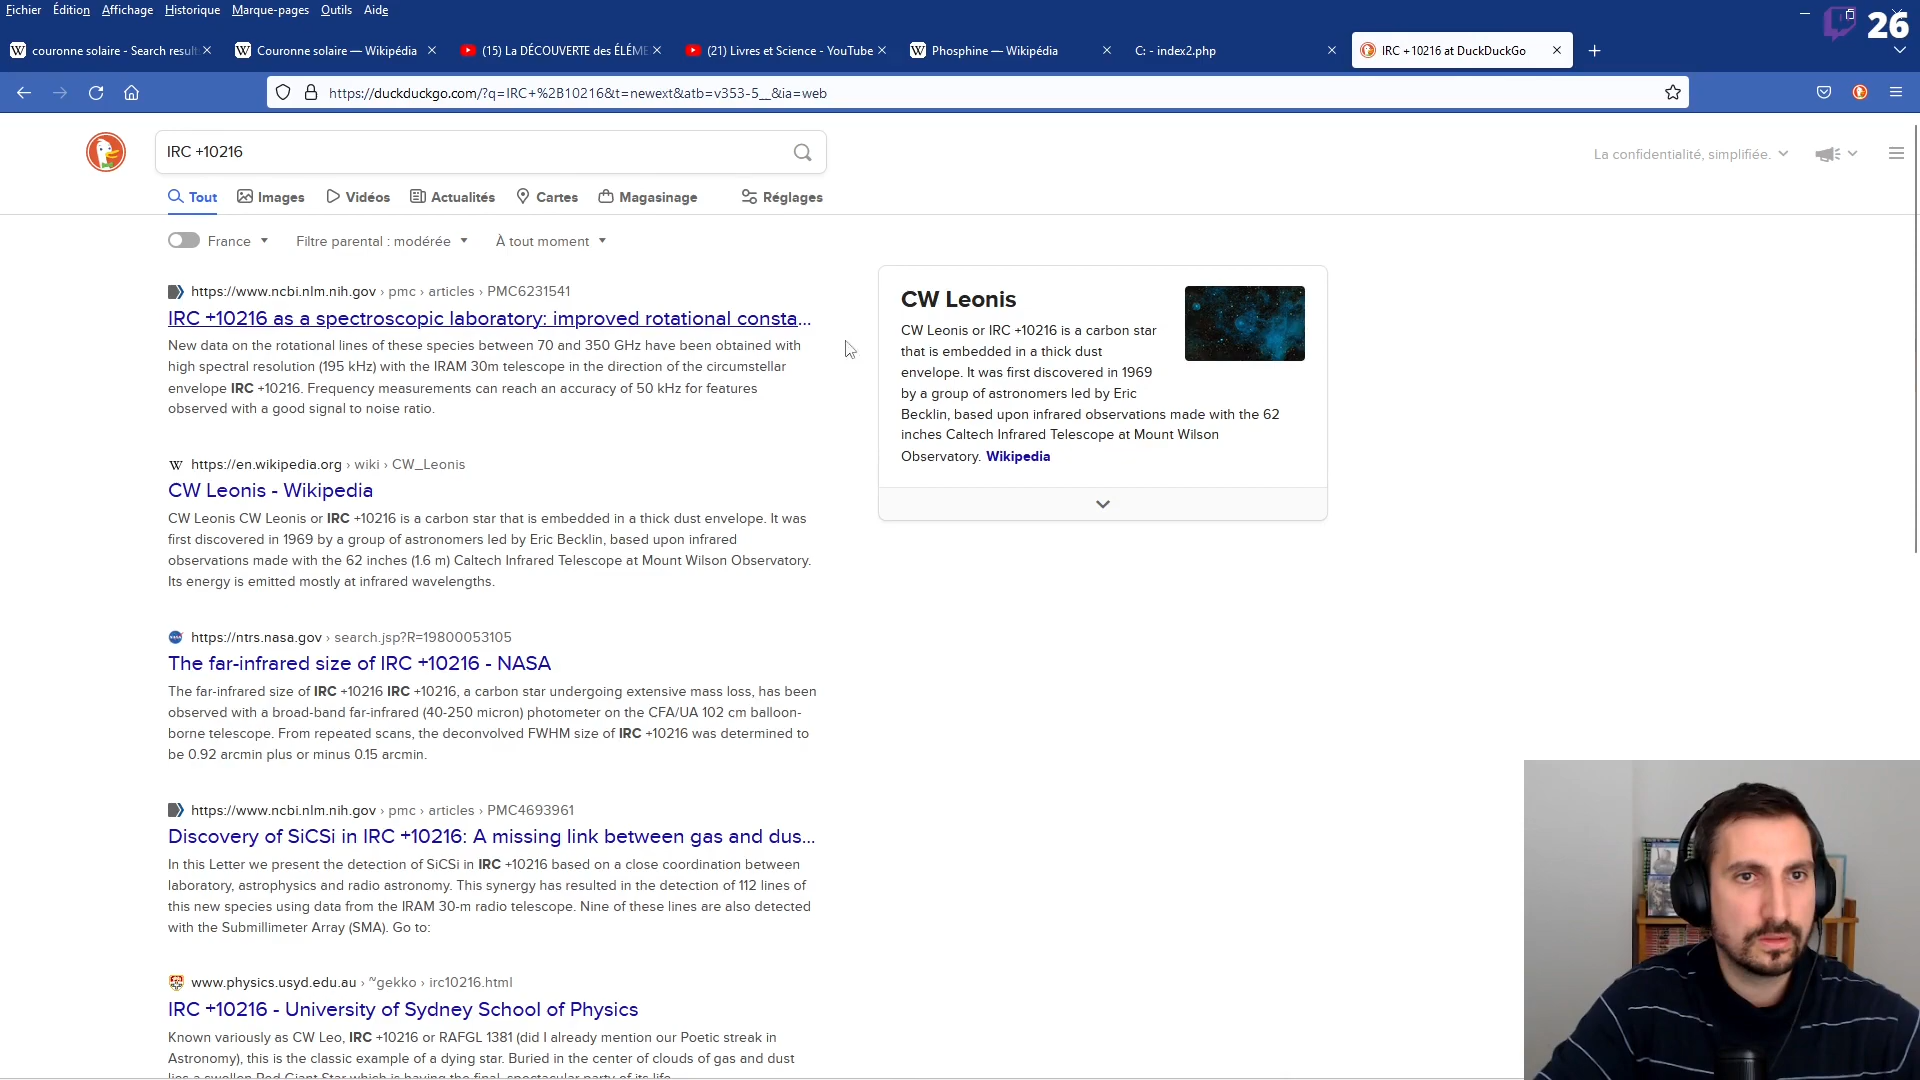 Fichier Édition Affichage Historique Marque-pages Outils Aide
26
couronne solaire - Search result
Couronne solaire — Wikipédia
(15) La DÉCOUVERTE des ÉLÉME
(21) Livres et Science - YouTube
Phosphine — Wikipédia
C: - index2.php
IRC +10216 at DuckDuckGo
https://duckduckgo.com/?q=IRC+%2B10216&t=newext&atb=v353-5__&ia=web
IRC +10216
La confidentialité, simplifiée.
Tout Images Vidéos Actualités Cartes Magasinage Réglages
France Filtre parental : modérée À tout moment
https://www.ncbi.nlm.nih.gov › pmc › articles › PMC6231541
IRC +10216 as a spectroscopic laboratory: improved rotational consta...
New data on the rotational lines of these species between 70 and 350 GHz have been obtained with
high spectral resolution (195 kHz) with the IRAM 30m telescope in the direction of the circumstellar
envelope IRC +10216. Frequency measurements can reach an accuracy of 50 kHz for features
observed with a good signal to noise ratio.
https://en.wikipedia.org › wiki › CW_Leonis
CW Leonis - Wikipedia
CW Leonis CW Leonis or IRC +10216 is a carbon star that is embedded in a thick dust envelope. It was
first discovered in 1969 by a group of astronomers led by Eric Becklin, based upon infrared
observations made with the 62 inches (1.6 m) Caltech Infrared Telescope at Mount Wilson Observatory.
Its energy is emitted mostly at infrared wavelengths.
https://ntrs.nasa.gov › search.jsp?R=19800053105
The far-infrared size of IRC +10216 - NASA
The far-infrared size of IRC +10216 IRC +10216, a carbon star undergoing extensive mass loss, has been
observed with a broad-band far-infrared (40-250 micron) photometer on the CFA/UA 102 cm balloon-
borne telescope. From repeated scans, the deconvolved FWHM size of IRC +10216 was determined to
be 0.92 arcmin plus or minus 0.15 arcmin.
https://www.ncbi.nlm.nih.gov › pmc › articles › PMC4693961
Discovery of SiCSi in IRC +10216: A missing link between gas and dus...
In this Letter we present the detection of SiCSi in IRC +10216 based on a close coordination between
laboratory, astrophysics and radio astronomy. This synergy has resulted in the detection of 112 lines of
this new species using data from the IRAM 30-m radio telescope. Nine of these lines are also detected
with the Submillimeter Array (SMA). Go to:
www.physics.usyd.edu.au › ~gekko › irc10216.html
IRC +10216 - University of Sydney School of Physics
Known variously as CW Leo, IRC +10216 or RAFGL 1381 (did I already mention our Poetic streak in
Astronomy), this is the classic example of a dying star. Buried in the center of clouds of gas and dust
lies a swollen Red Giant Star which is having the final, spectacular party of its life.
CW Leonis
CW Leonis or IRC +10216 is a carbon star
that is embedded in a thick dust
envelope. It was first discovered in 1969
by a group of astronomers led by Eric
Becklin, based upon infrared observations made with the 62
inches Caltech Infrared Telescope at Mount Wilson
Observatory. Wikipedia